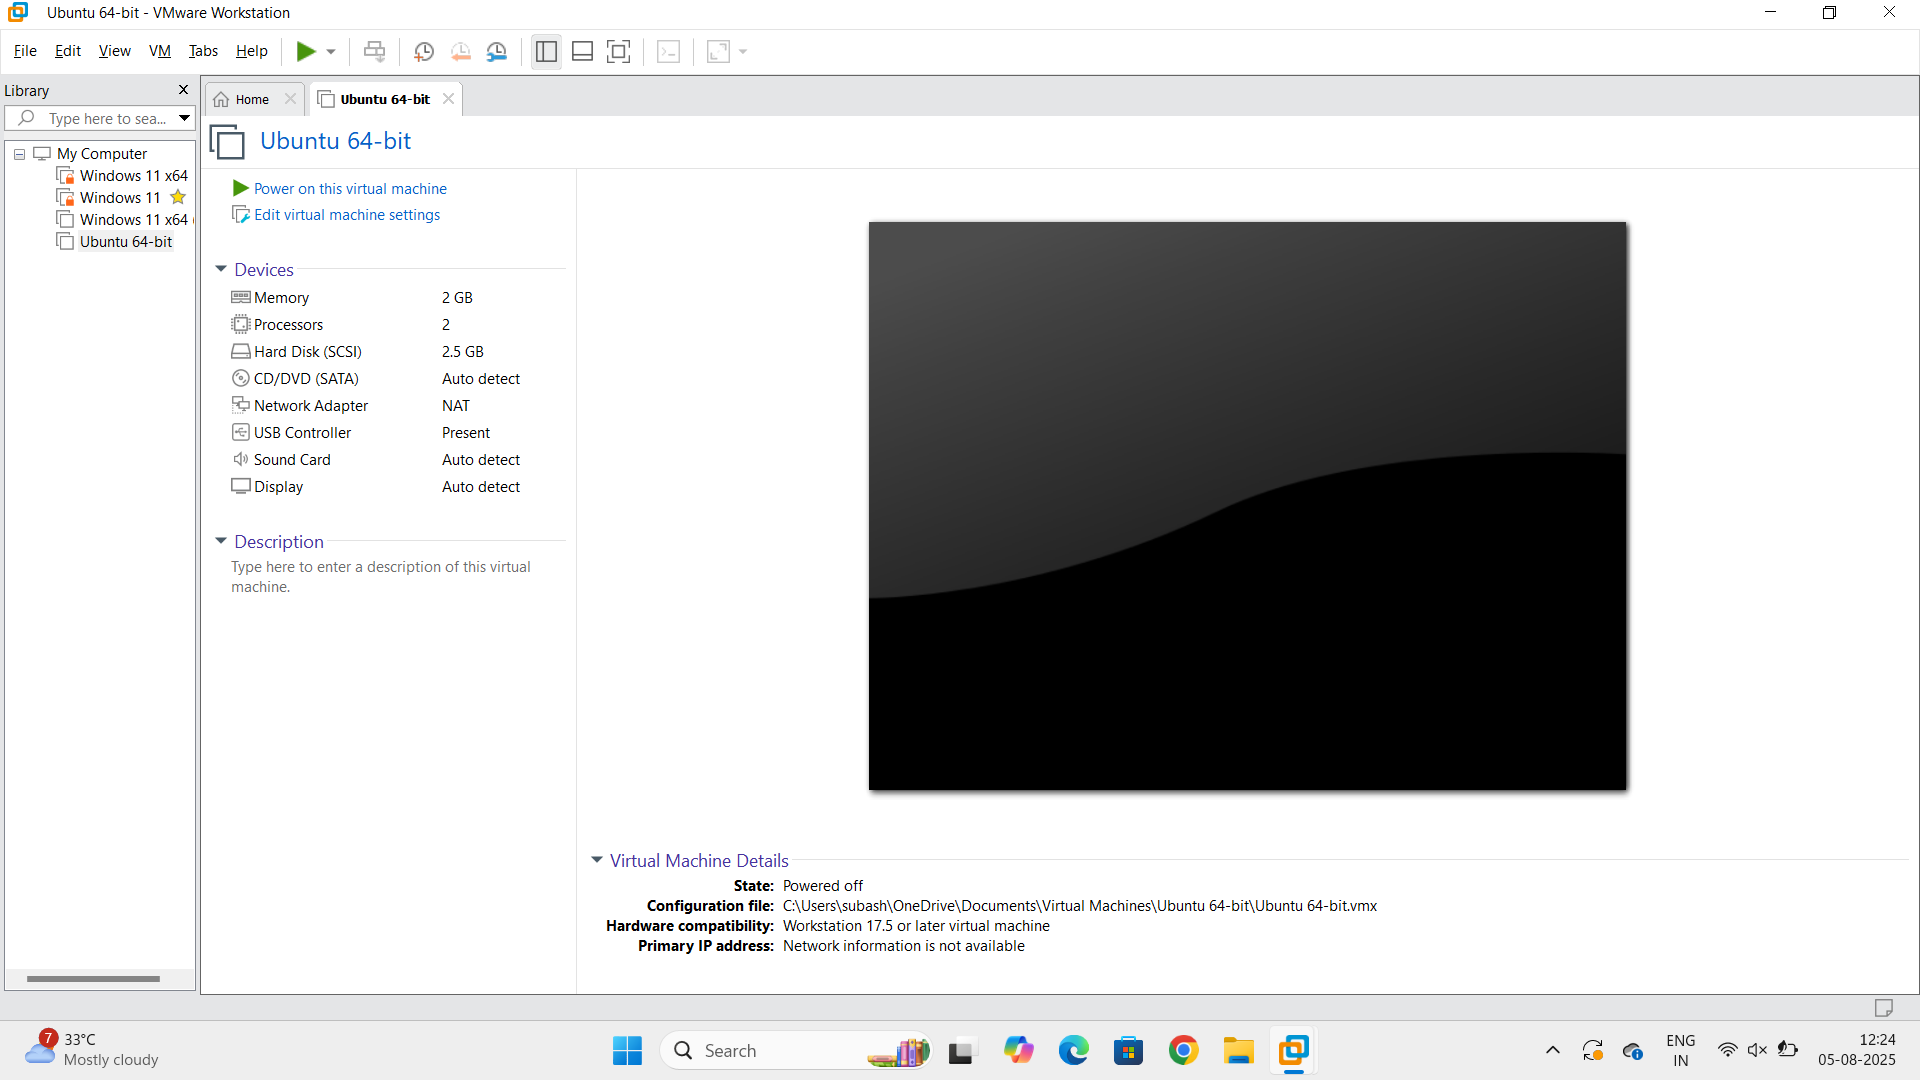 Ubuntu 64-bit - VMware Workstation
File Edit View VM Tabs Help
Library
Type here to sea...
My Computer
Windows 11 x64
Windows 11
Windows 11 x64
Ubuntu 64-bit
Home
Ubuntu 64-bit
Ubuntu 64-bit
Power on this virtual machine
Edit virtual machine settings
Devices
Memory 2 GB
Processors 2
Hard Disk (SCSI) 2.5 GB
CD/DVD (SATA) Auto detect
Network Adapter NAT
USB Controller Present
Sound Card Auto detect
Display Auto detect
Description
Type here to enter a description of this virtual
machine.
Virtual Machine Details
State: Powered off
Configuration file: C:\Users\subash\OneDrive\Documents\Virtual Machines\Ubuntu 64-bit\Ubuntu 64-bit.vmx
Hardware compatibility: Workstation 17.5 or later virtual machine
Primary IP address: Network information is not available
7
33°C
Mostly cloudy
Search
ENG
IN
12:24
05-08-2025